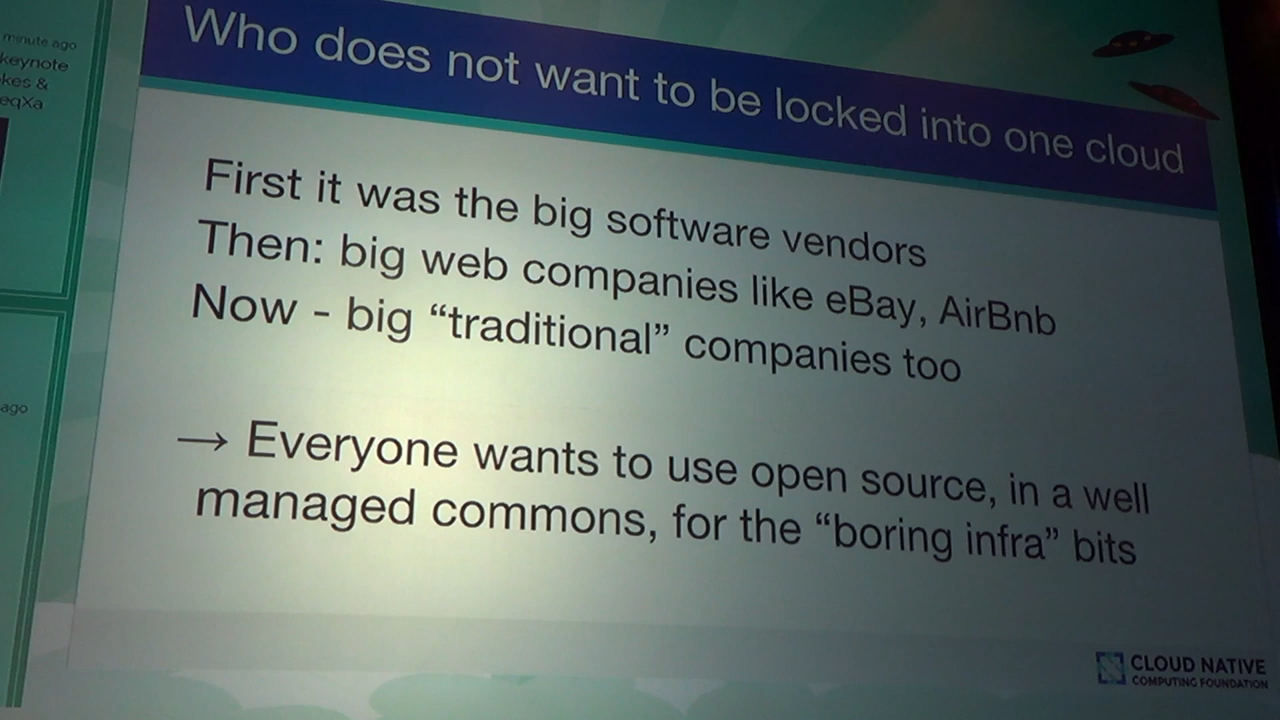 minute ago
keynote
kes &
eqXa
ago
Who does not want to be locked into one cloud
First it was the big software vendors
Then: big web companies like eBay, AirBnb
Now - big “traditional” companies too
→ Everyone wants to use open source, in a well
managed commons, for the “boring infra” bits
CLOUD NATIVE
COMPUTING FOUNDATION